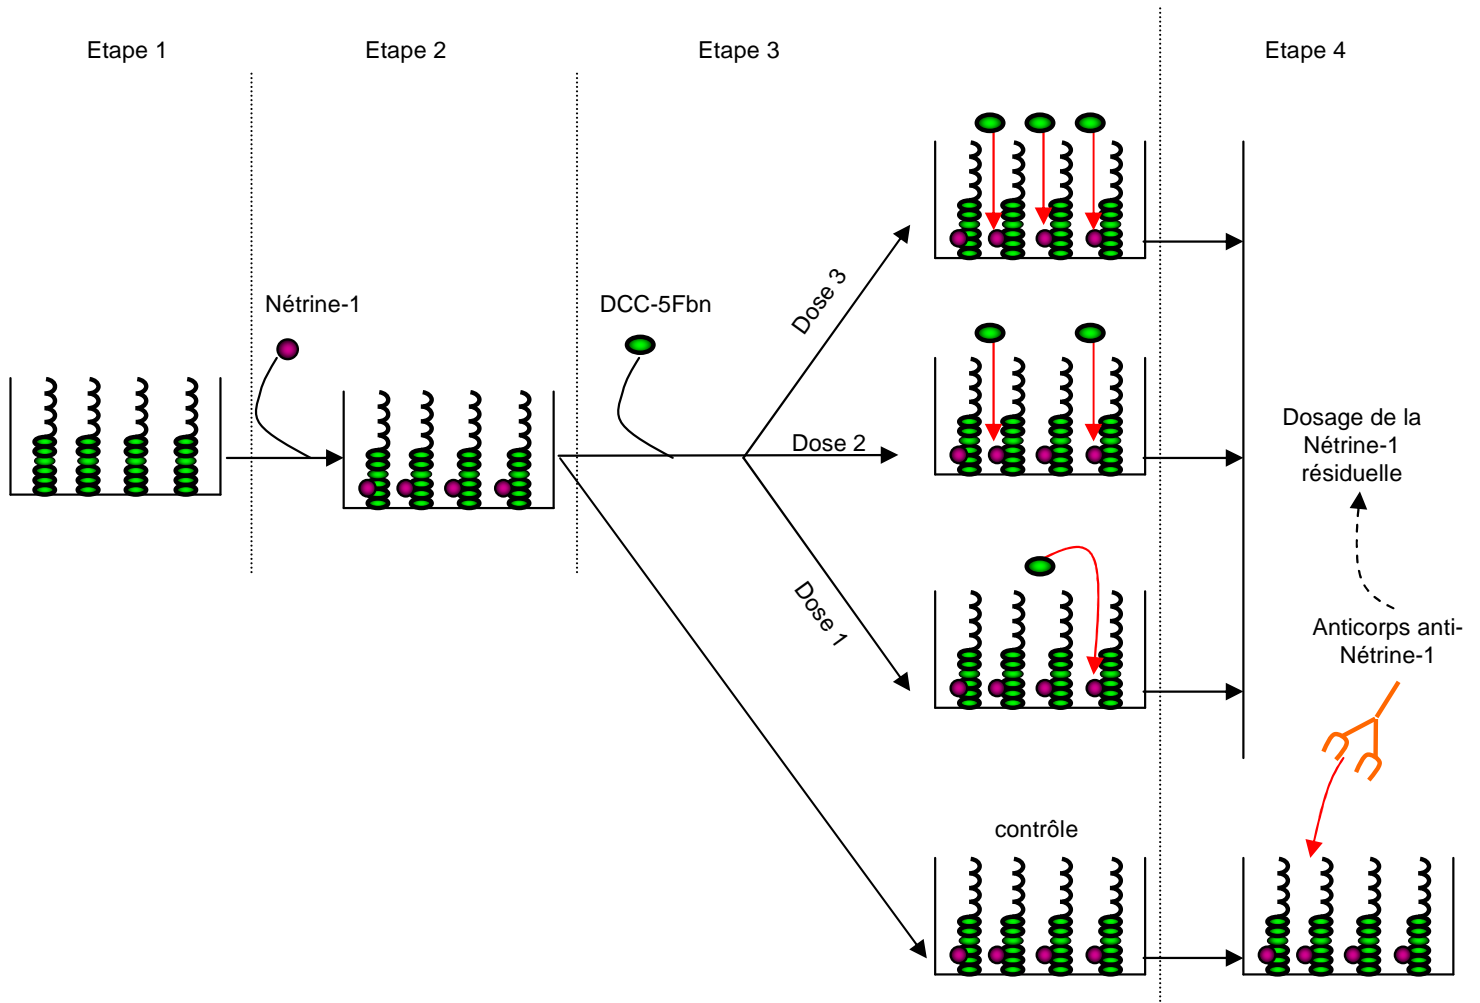 Etape 1
Etape 2
Etape 3
Etape 4
Nétrine-1
DCC-5Fbn
Dose 3
Dose 2
Dose 1
contrôle
Dosage de la
Nétrine-1
résiduelle
Anticorps anti-
Nétrine-1